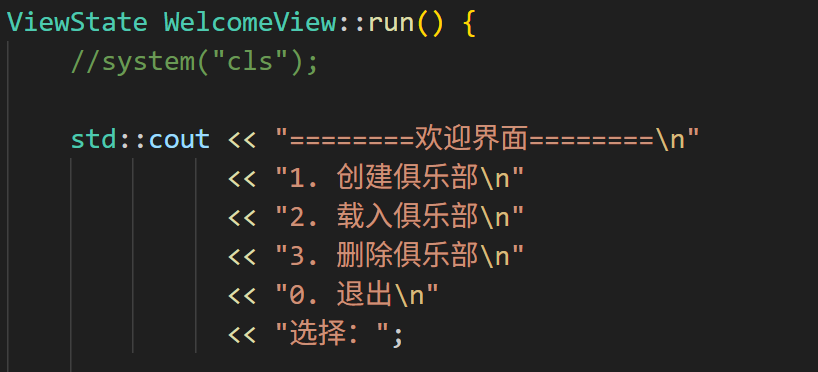 ViewState WelcomeView::run() {
//system("cls");
std::cout << "========欢迎界面========\n"
<< "1. 创建俱乐部\n"
<< "2. 载入俱乐部\n"
<< "3. 删除俱乐部\n"
<< "0. 退出\n"
<< "选择: ";